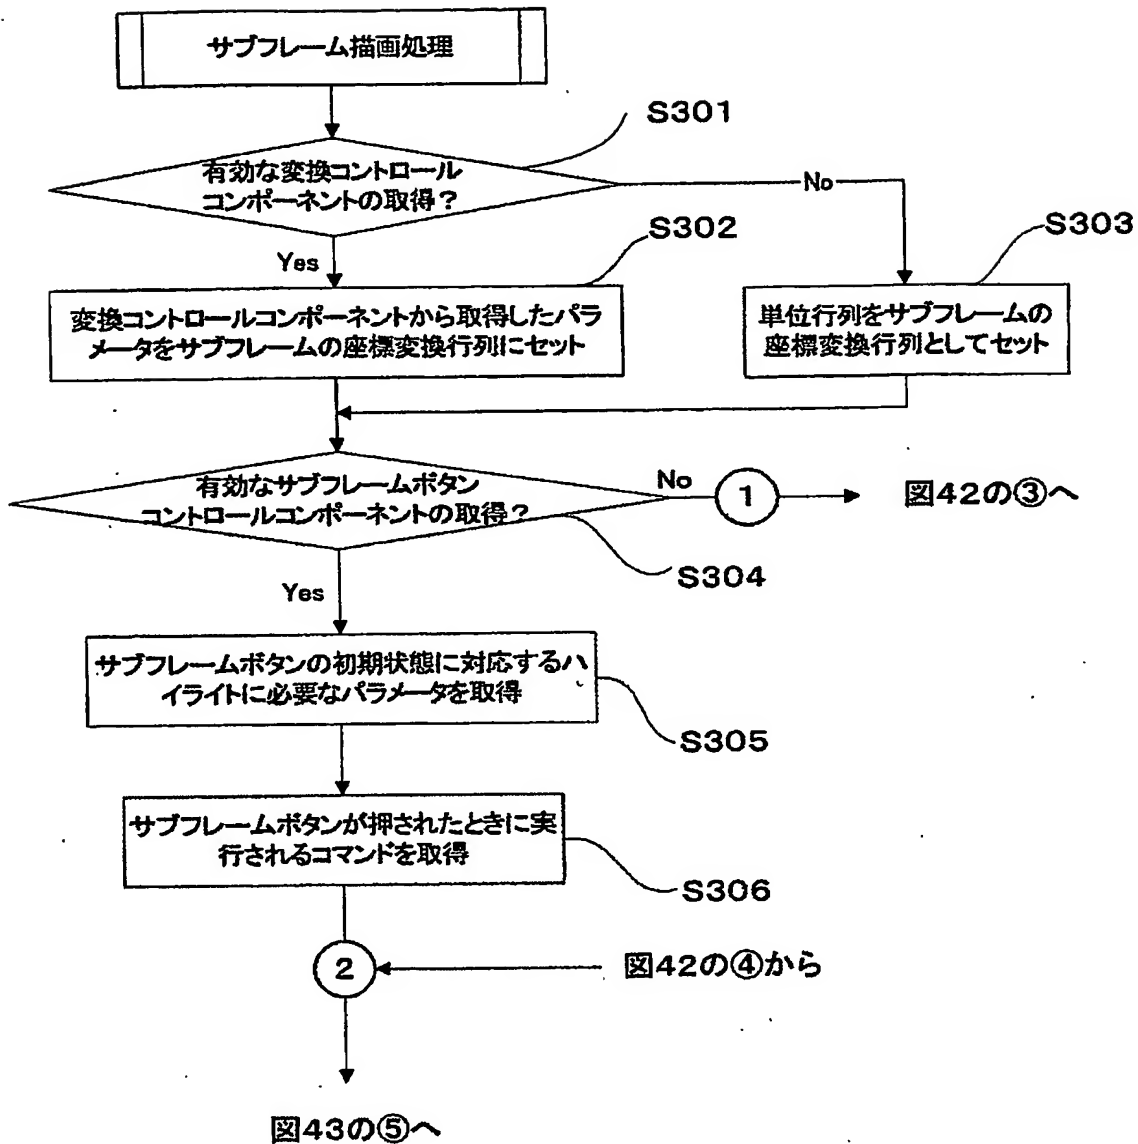 サブフレーム描画処理
S301
有効な変換コントロール
コンポーネントの取得?
No
S302
S303
Yes
変換コントロールコンポーネントから取得したパラ
メータをサブフレームの座標変換行列にセット
単位行列をサブフレームの
座標変換行列としてセット
有効なサブフレームボタン
コントロールコンポーネントの取得?
No
1
図42の③へ
S304
Yes
サブフレームボタンの初期状態に対応するハ
イライトに必要なパラメータを取得
S305
サブフレームボタンが押されたときに実
行されるコマンドを取得
S306
2
図42の④から
図43の⑤へ